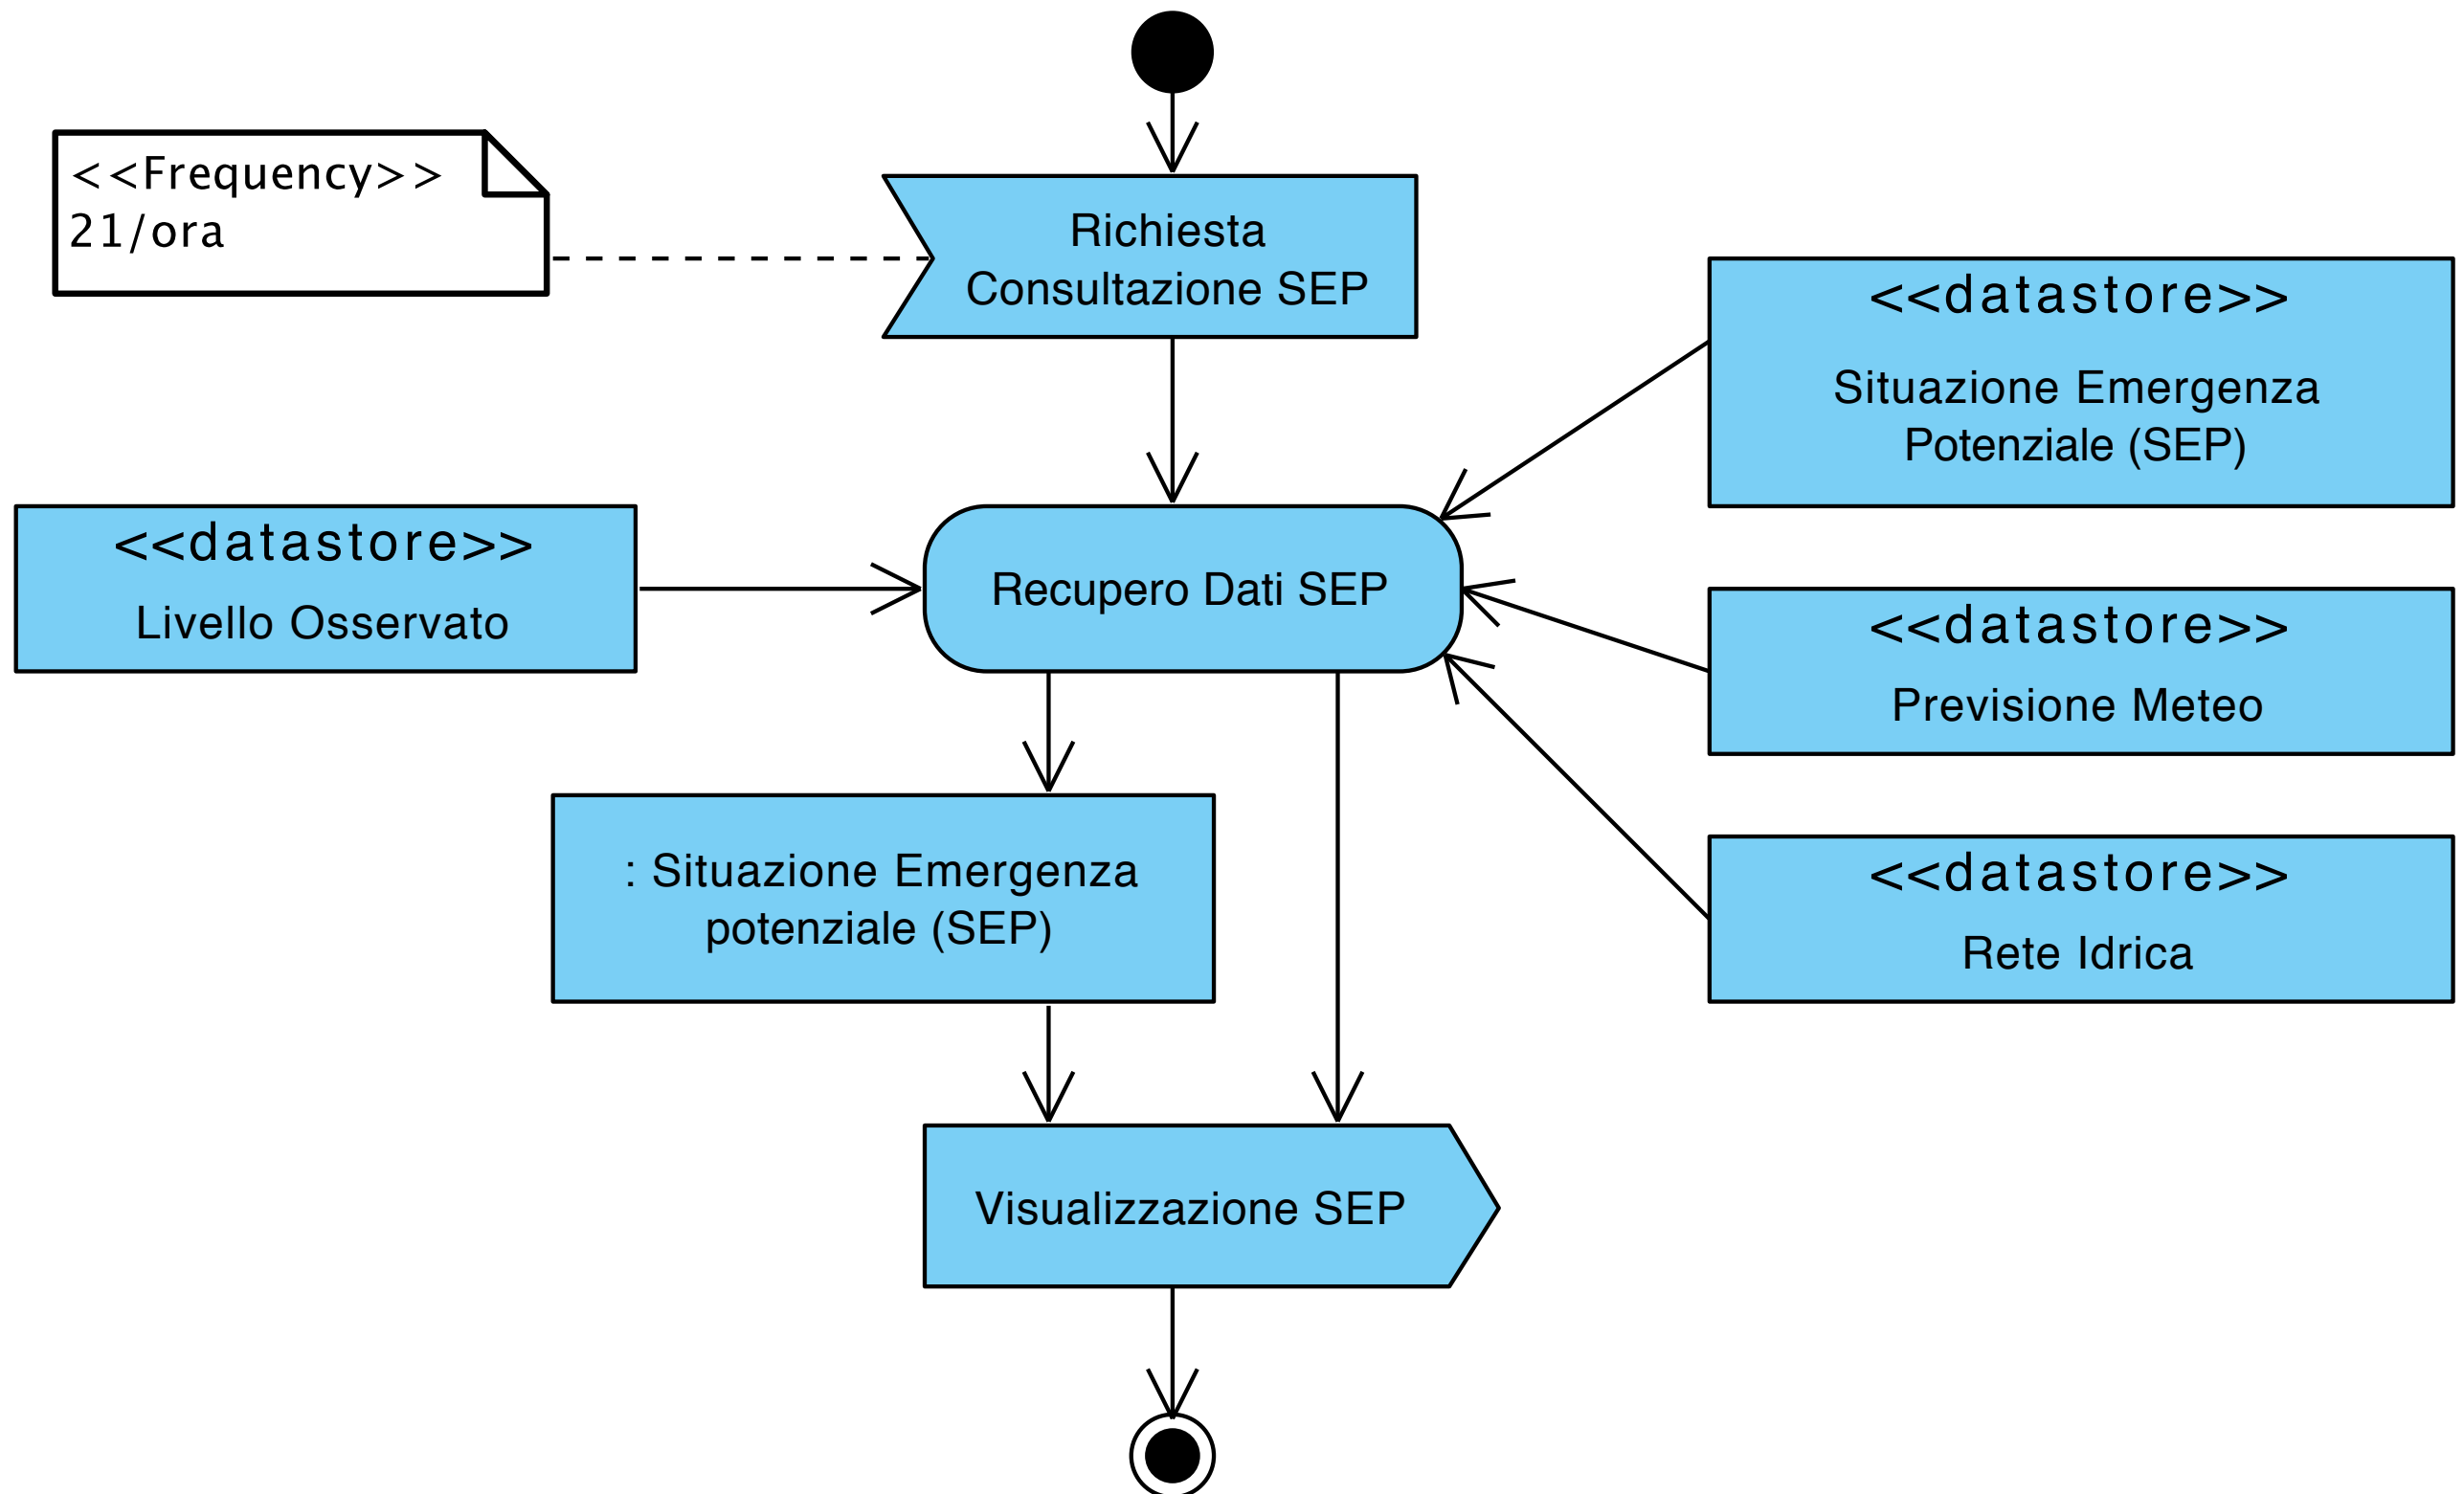 <<Frequency>>
21/ora
Richiesta
Consultazione SEP
<<datastore>>
Situazione Emergenza
Potenziale (SEP)
<<datastore>>
Livello Osservato
Recupero Dati SEP
<<datastore>>
Previsione Meteo
: Situazione Emergenza
potenziale (SEP)
<<datastore>>
Rete Idrica
Visualizzazione SEP